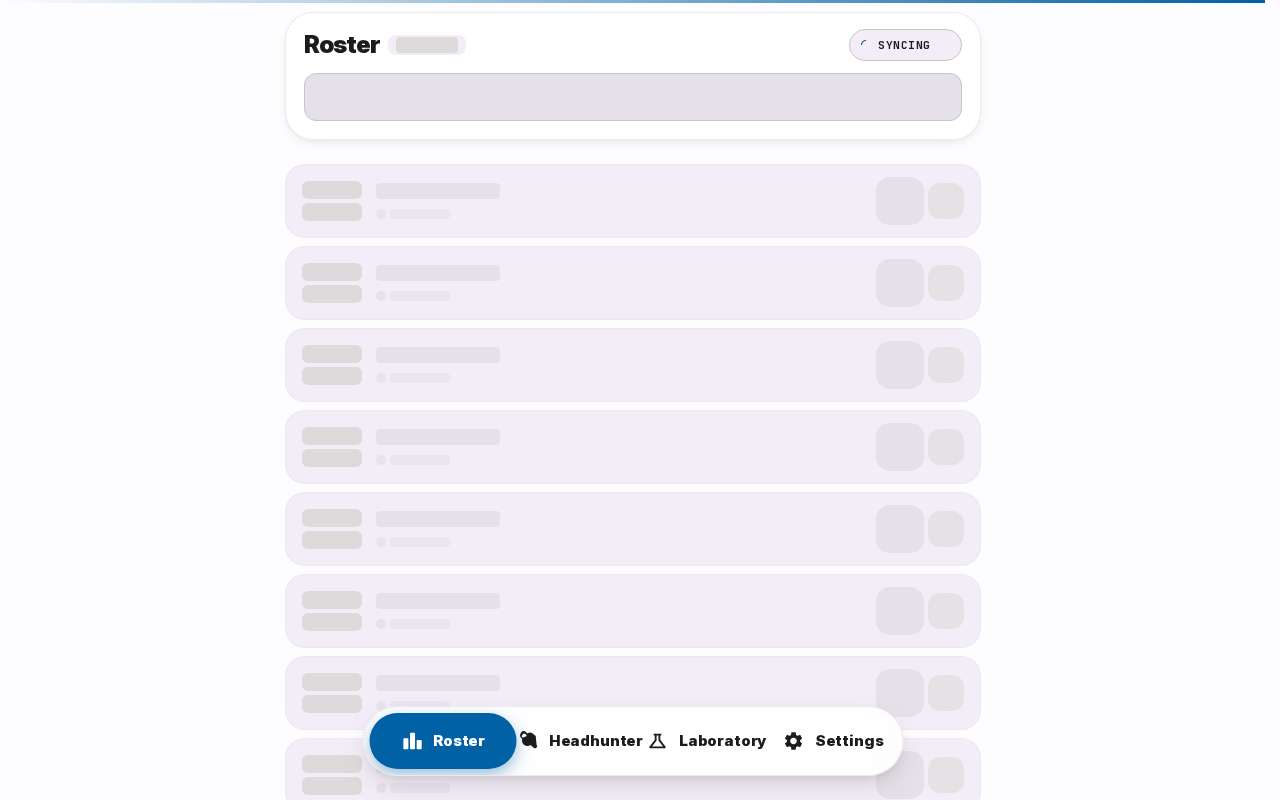 Roster
SYNCING
Roster
Headhunter
Laboratory
Settings